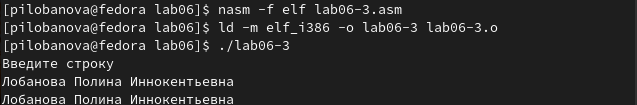 [pilobanova@fedora lab06]$ nasm -f elf lab06-3.asm
[pilobanova@fedora lab06]$ ld -m elf_i386 -o lab06-3 lab06-3.o
[pilobanova@fedora lab06]$ ./lab06-3
Введите строку
Лобанова Полина Иннокентьевна
Лобанова Полина Иннокентьевна